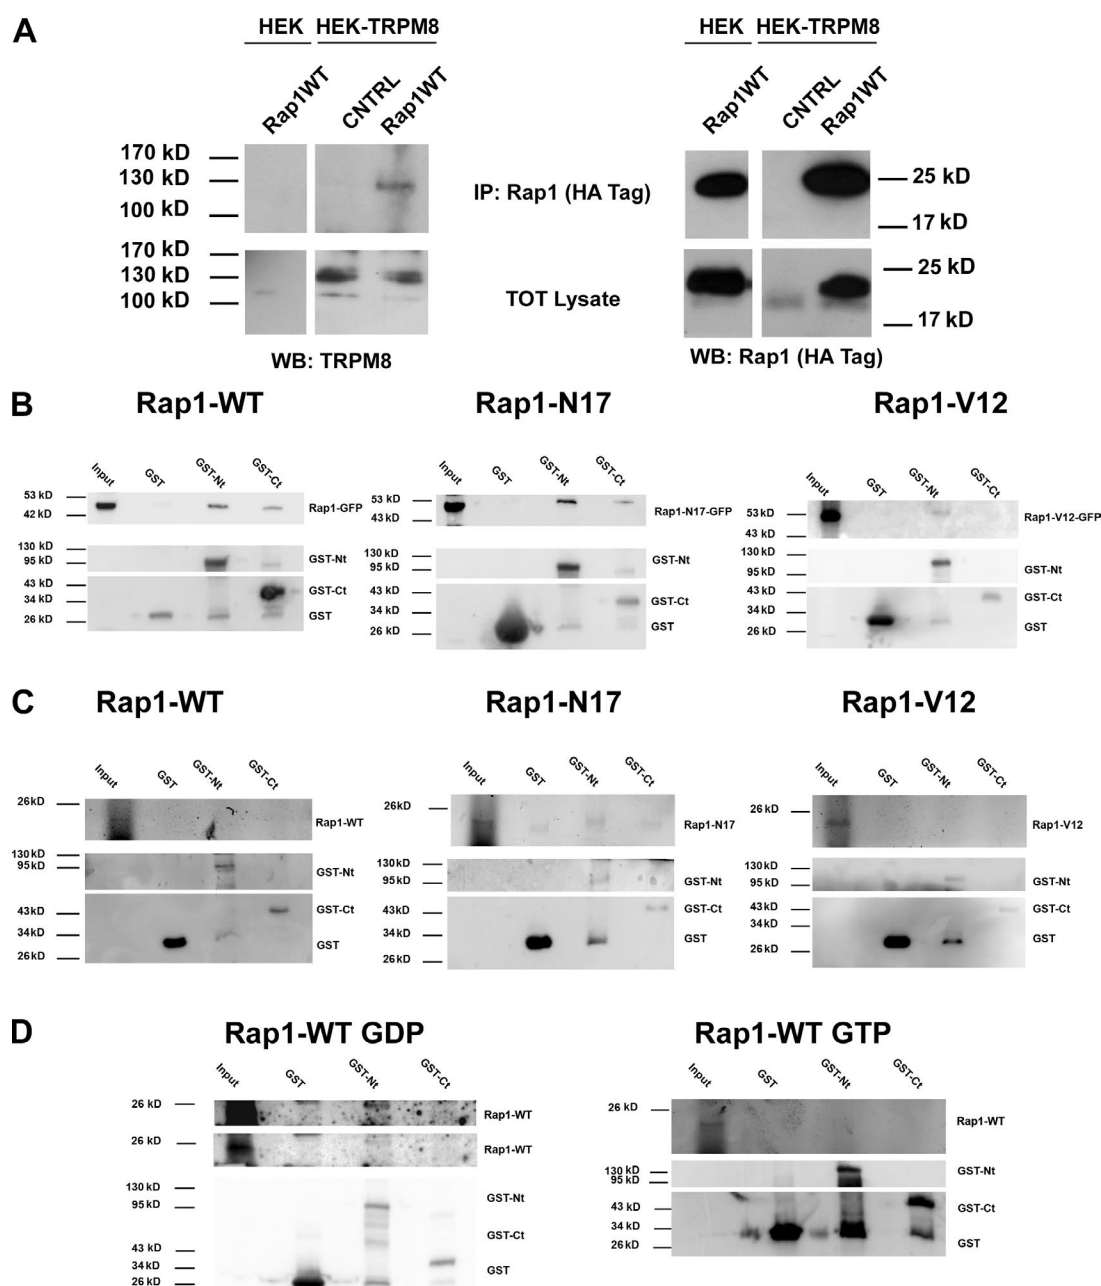 A
HEK HEK-TRPM8
Rap1WT CNTRL Rap1WT
HEK HEK-TRPM8
Rap1WT CNTRL Rap1WT
170 kD
130 kD
100 kD
IP: Rap1 (HA Tag)
25 kD
17 kD
170 kD
130 kD
100 kD
TOT Lysate
25 kD
17 kD
WB: TRPM8
WB: Rap1 (HA Tag)
B
Rap1-WT
Input GST GST-Nt GST-Ct
53 kD
42 kD
Rap1-GFP
130 kD
95 kD
GST-Nt
43 kD
34 kD
26 kD
GST-Ct
GST
Rap1-N17
Input GST GST-Nt GST-Ct
53 kD
43 kD
Rap1-N17-GFP
130 kD
95 kD
GST-Nt
43 kD
34 kD
26 kD
GST-Ct
GST
Rap1-V12
Input GST GST-Nt GST-Ct
53 kD
43 kD
Rap1-V12-GFP
130 kD
95 kD
GST-Nt
43 kD
34 kD
26 kD
GST-Ct
GST
C
Rap1-WT
Input GST GST-Nt GST-Ct
26kD
Rap1-WT
130kD
95kD
GST-Nt
43kD
34kD
26kD
GST-Ct
GST
Rap1-N17
Input GST GST-Nt GST-Ct
26kD
Rap1-N17
130kD
95kD
GST-Nt
43kD
34kD
26kD
GST-Ct
GST
Rap1-V12
Input GST GST-Nt GST-Ct
26kD
Rap1-V12
130kD
95kD
GST-Nt
43kD
34kD
26kD
GST-Ct
GST
D
Rap1-WT GDP
Input GST GST-Nt GST-Ct
26 kD
Rap1-WT
26 kD
Rap1-WT
130 kD
95 kD
43 kD
34 kD
26 kD
GST-Nt
GST-Ct
GST
Rap1-WT GTP
Input GST GST-Nt GST-Ct
26 kD
Rap1-WT
130 kD
95 kD
GST-Nt
43 kD
34 kD
26 kD
GST-Ct
GST